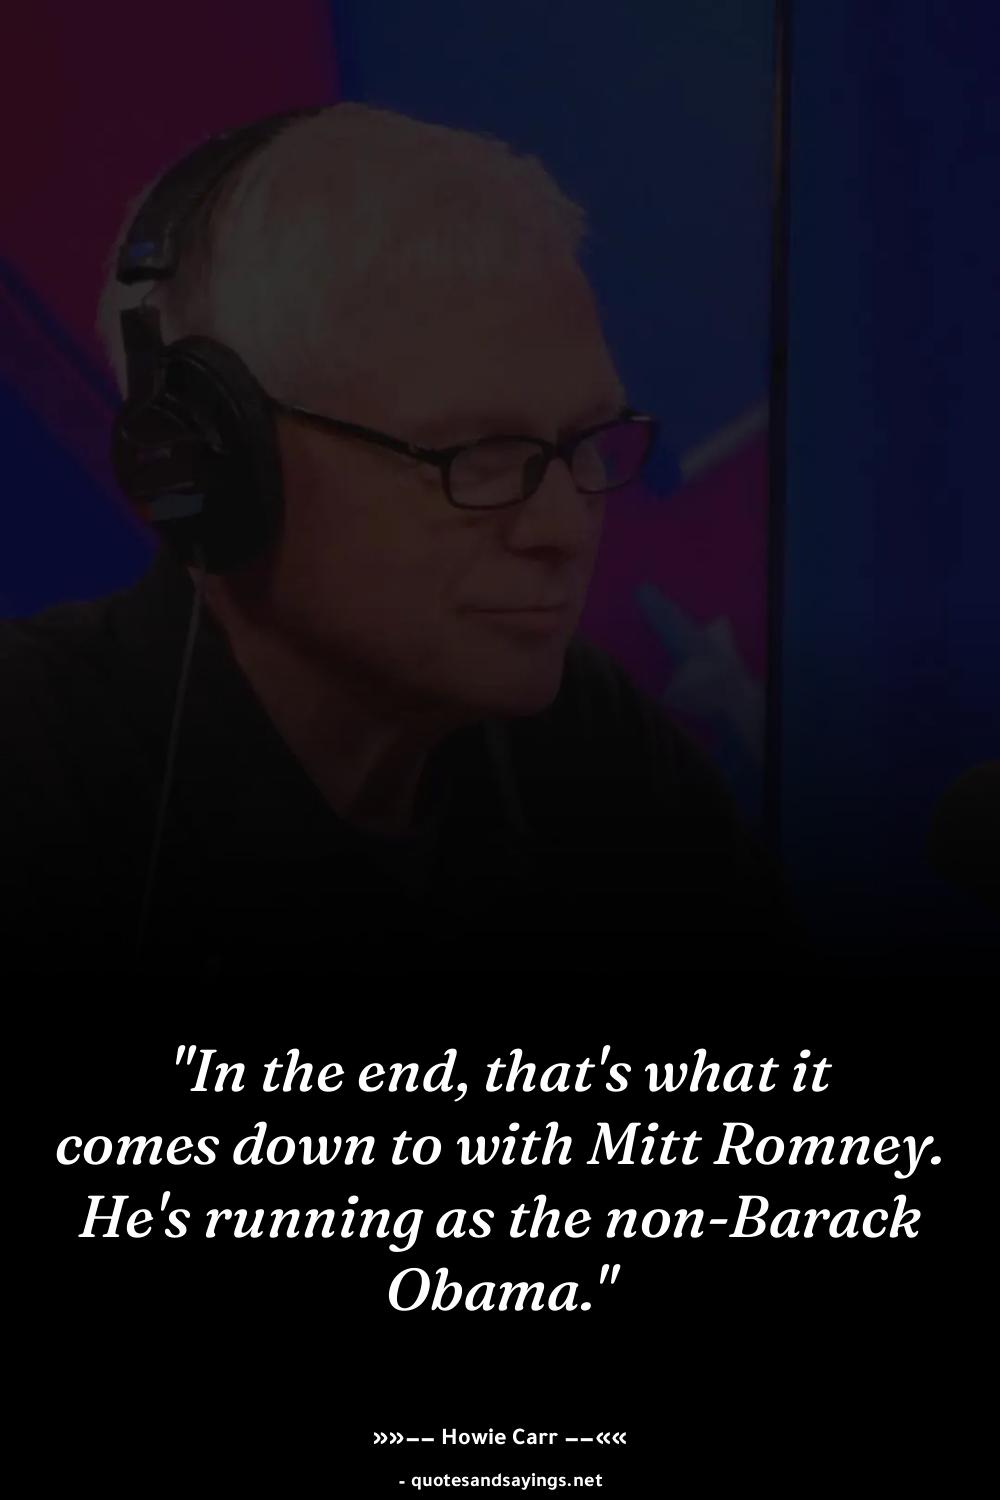 "In the end, that's what it
comes down to with Mitt Romney.
He's running as the non-Barack
Obama."
»»−− Howie Carr −−««
- quotesandsayings.net